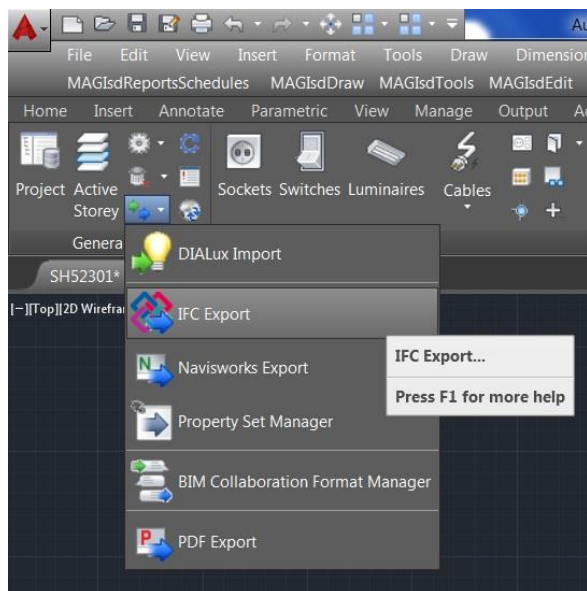 Au
File Edit View Insert Format Tools Draw Dimension
MAGIsdReportsSchedules MAGIsdDraw MAGIsdTools MAGIsdEdit
Home Insert Annotate Parametric View Manage Output
Project Active Storey Sockets Switches Luminaires Cables
Genera
SH52301*
[−][Top][2D Wirefra
DIALux Import
IFC Export
IFC Export...
Navisworks Export
Press F1 for more help
Property Set Manager
BIM Collaboration Format Manager
PDF Export